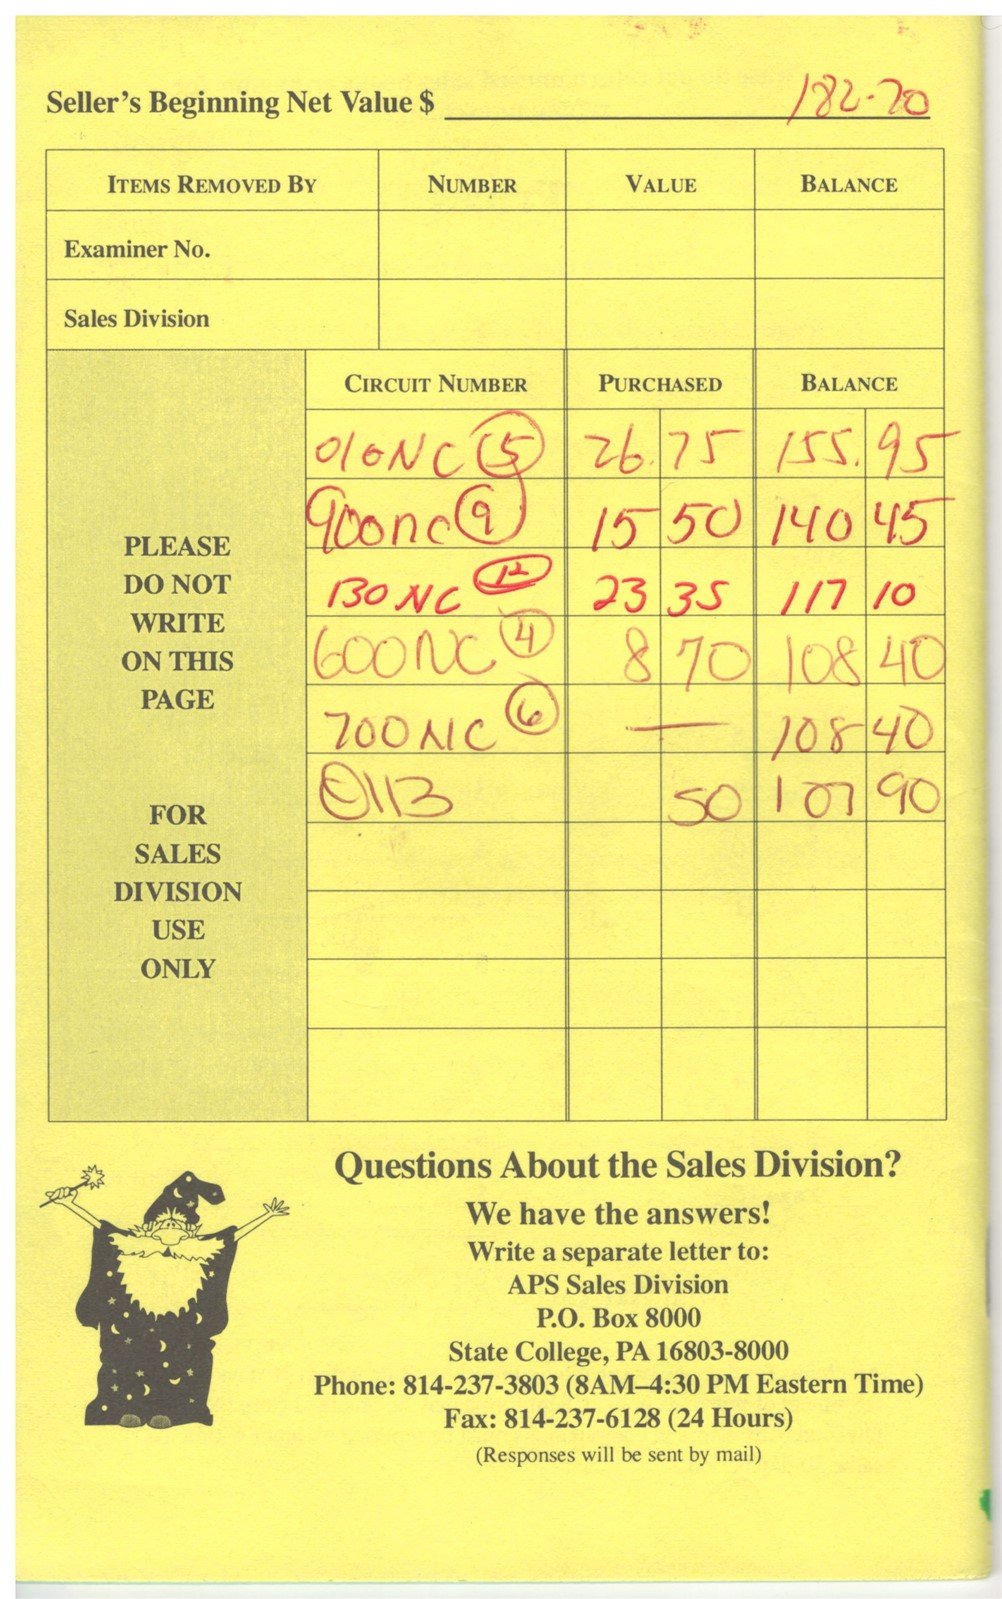 Seller's Beginning Net Value $ 182.70
ITEMS REMOVED BY NUMBER VALUE BALANCE
Examiner No.
Sales Division
CIRCUIT NUMBER PURCHASED BALANCE
010NC 15 26.75 155.95
900NC 9 15 50 140 45
130NC 12 23 35 117 10
600NC 4 8 70 108 40
700NC 6 — 108 40
0113 50 107 90
PLEASE
DO NOT
WRITE
ON THIS
PAGE
FOR
SALES
DIVISION
USE
ONLY
Questions About the Sales Division?
We have the answers!
Write a separate letter to:
APS Sales Division
P.O. Box 8000
State College, PA 16803-8000
Phone: 814-237-3803 (8AM–4:30 PM Eastern Time)
Fax: 814-237-6128 (24 Hours)
(Responses will be sent by mail)